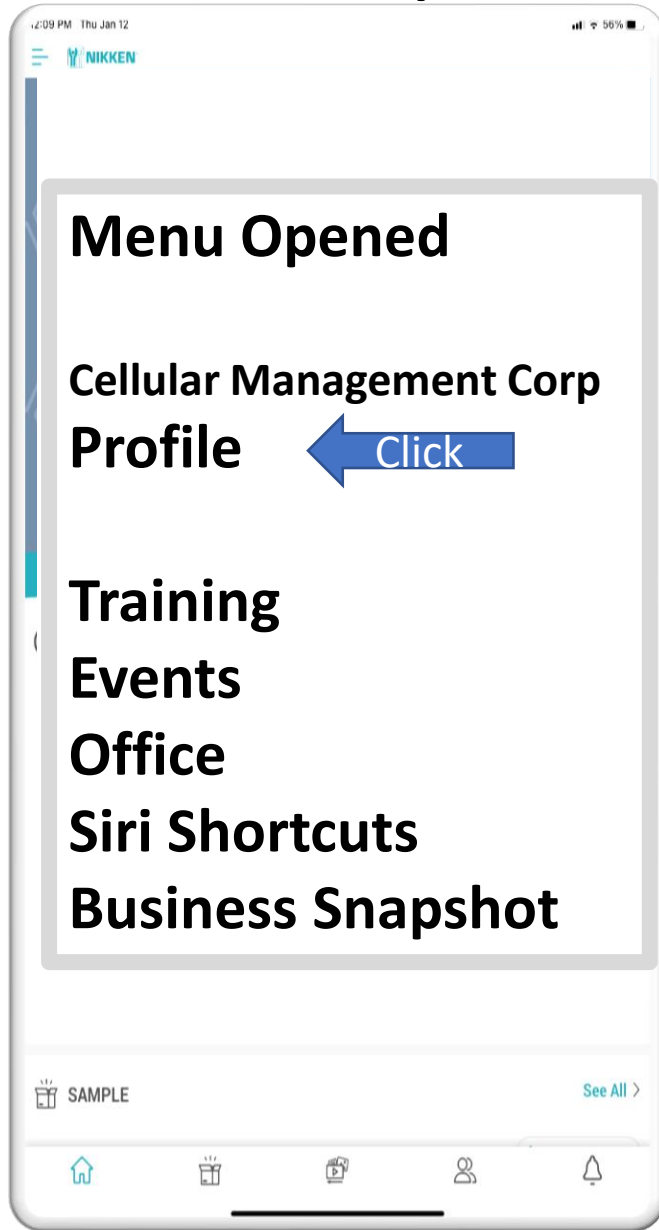 2:09 PM Thu Jan 12
56%
NIKKEN
Menu Opened
Cellular Management Corp
Profile
Click
Training
Events
Office
Siri Shortcuts
Business Snapshot
SAMPLE
See All >